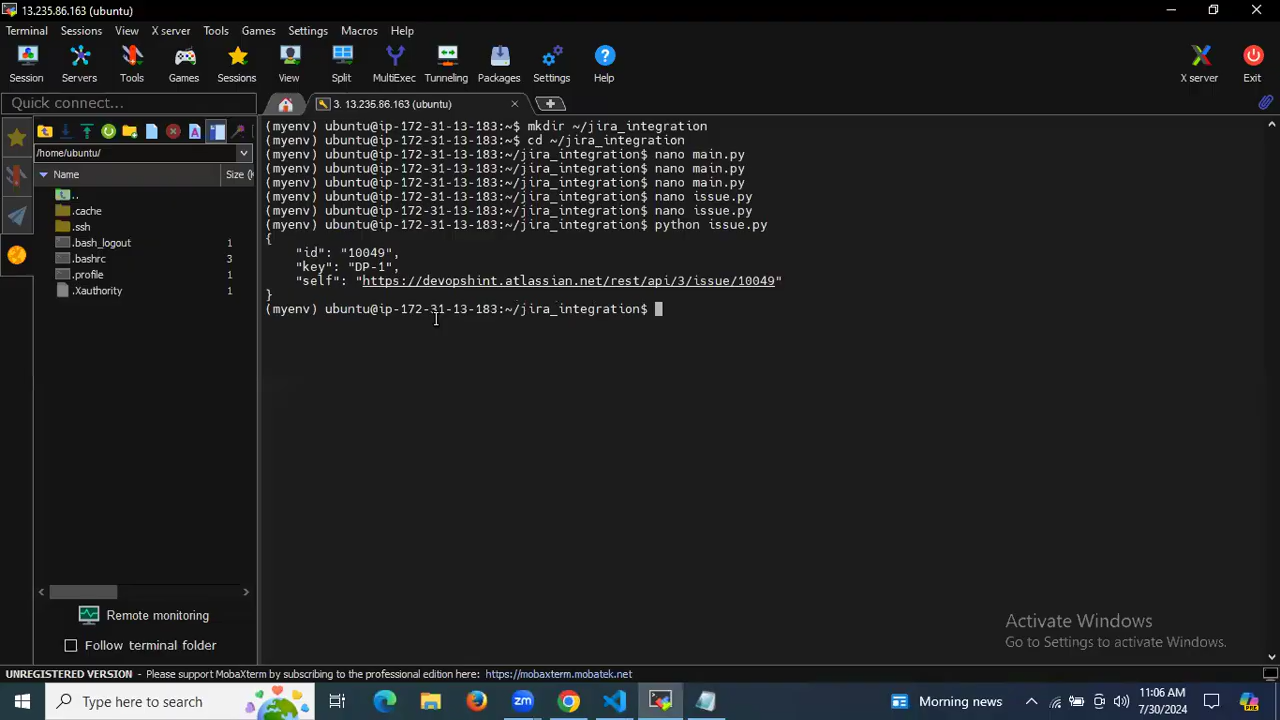 13.235.86.163 (ubuntu)
Terminal Sessions View X server Tools Games Settings Macros Help
Session Servers Tools Games Sessions View Split MultiExec Tunneling Packages Settings Help X server Exit
Quick connect...
3. 13.235.86.163 (ubuntu)
/home/ubuntu/
Name Size (K
..
.cache
.ssh
.bash_logout 1
.bashrc 3
.profile 1
.Xauthority 1
Remote monitoring
Follow terminal folder
(myenv) ubuntu@ip-172-31-13-183:~$ mkdir ~/jira_integration
(myenv) ubuntu@ip-172-31-13-183:~$ cd ~/jira_integration
(myenv) ubuntu@ip-172-31-13-183:~/jira_integration$ nano main.py
(myenv) ubuntu@ip-172-31-13-183:~/jira_integration$ nano main.py
(myenv) ubuntu@ip-172-31-13-183:~/jira_integration$ nano main.py
(myenv) ubuntu@ip-172-31-13-183:~/jira_integration$ nano issue.py
(myenv) ubuntu@ip-172-31-13-183:~/jira_integration$ nano issue.py
(myenv) ubuntu@ip-172-31-13-183:~/jira_integration$ python issue.py
{
"id": "10049",
"key": "DP-1",
"self": "https://devopshint.atlassian.net/rest/api/3/issue/10049"
}
(myenv) ubuntu@ip-172-31-13-183:~/jira_integration$
Activate Windows
Go to Settings to activate Windows.
UNREGISTERED VERSION - Please support MobaXterm by subscribing to the professional edition here: https://mobaxterm.mobatek.net
Type here to search
Morning news
11:06 AM
7/30/2024